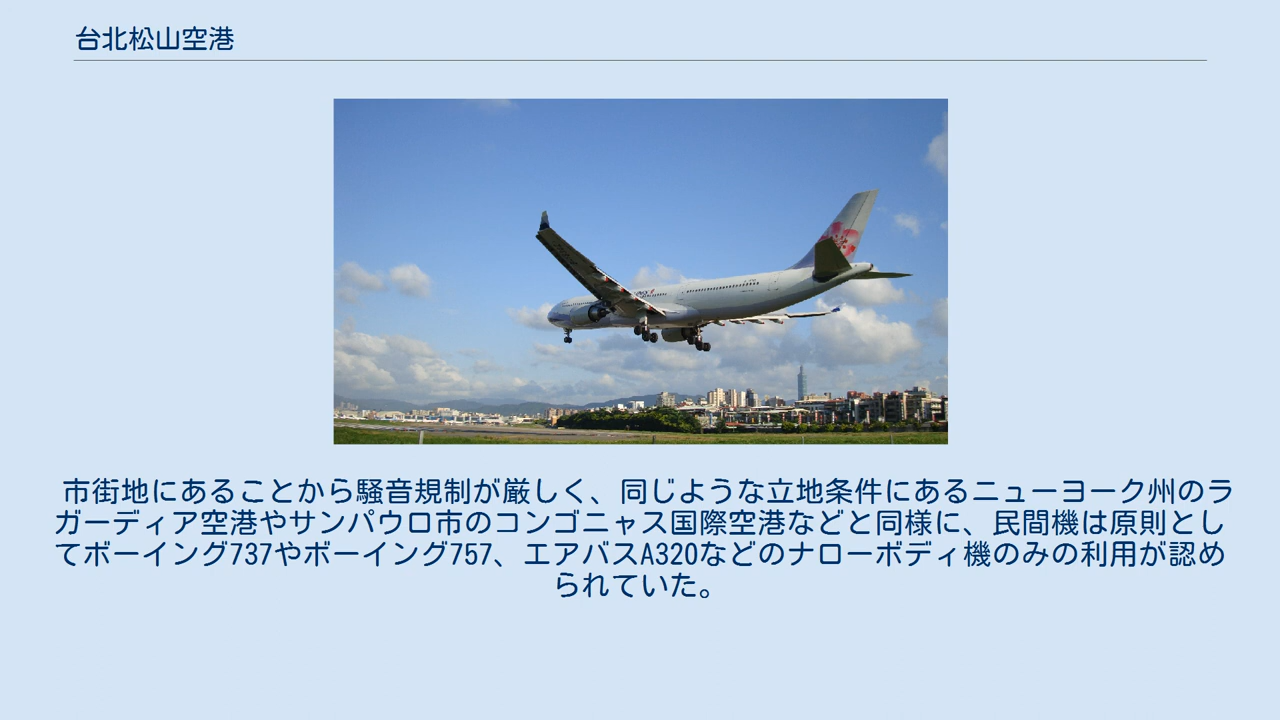 台北松山空港
市街地にあることから騒音規制が厳しく、同じような立地条件にあるニューヨーク州のラ
ガーディア空港やサンパウロ市のコンゴニャス国際空港などと同様に、民間機は原則とし
てボーイング737やボーイング757、エアバスA320などのナローボディ機のみの利用が認め
られていた。